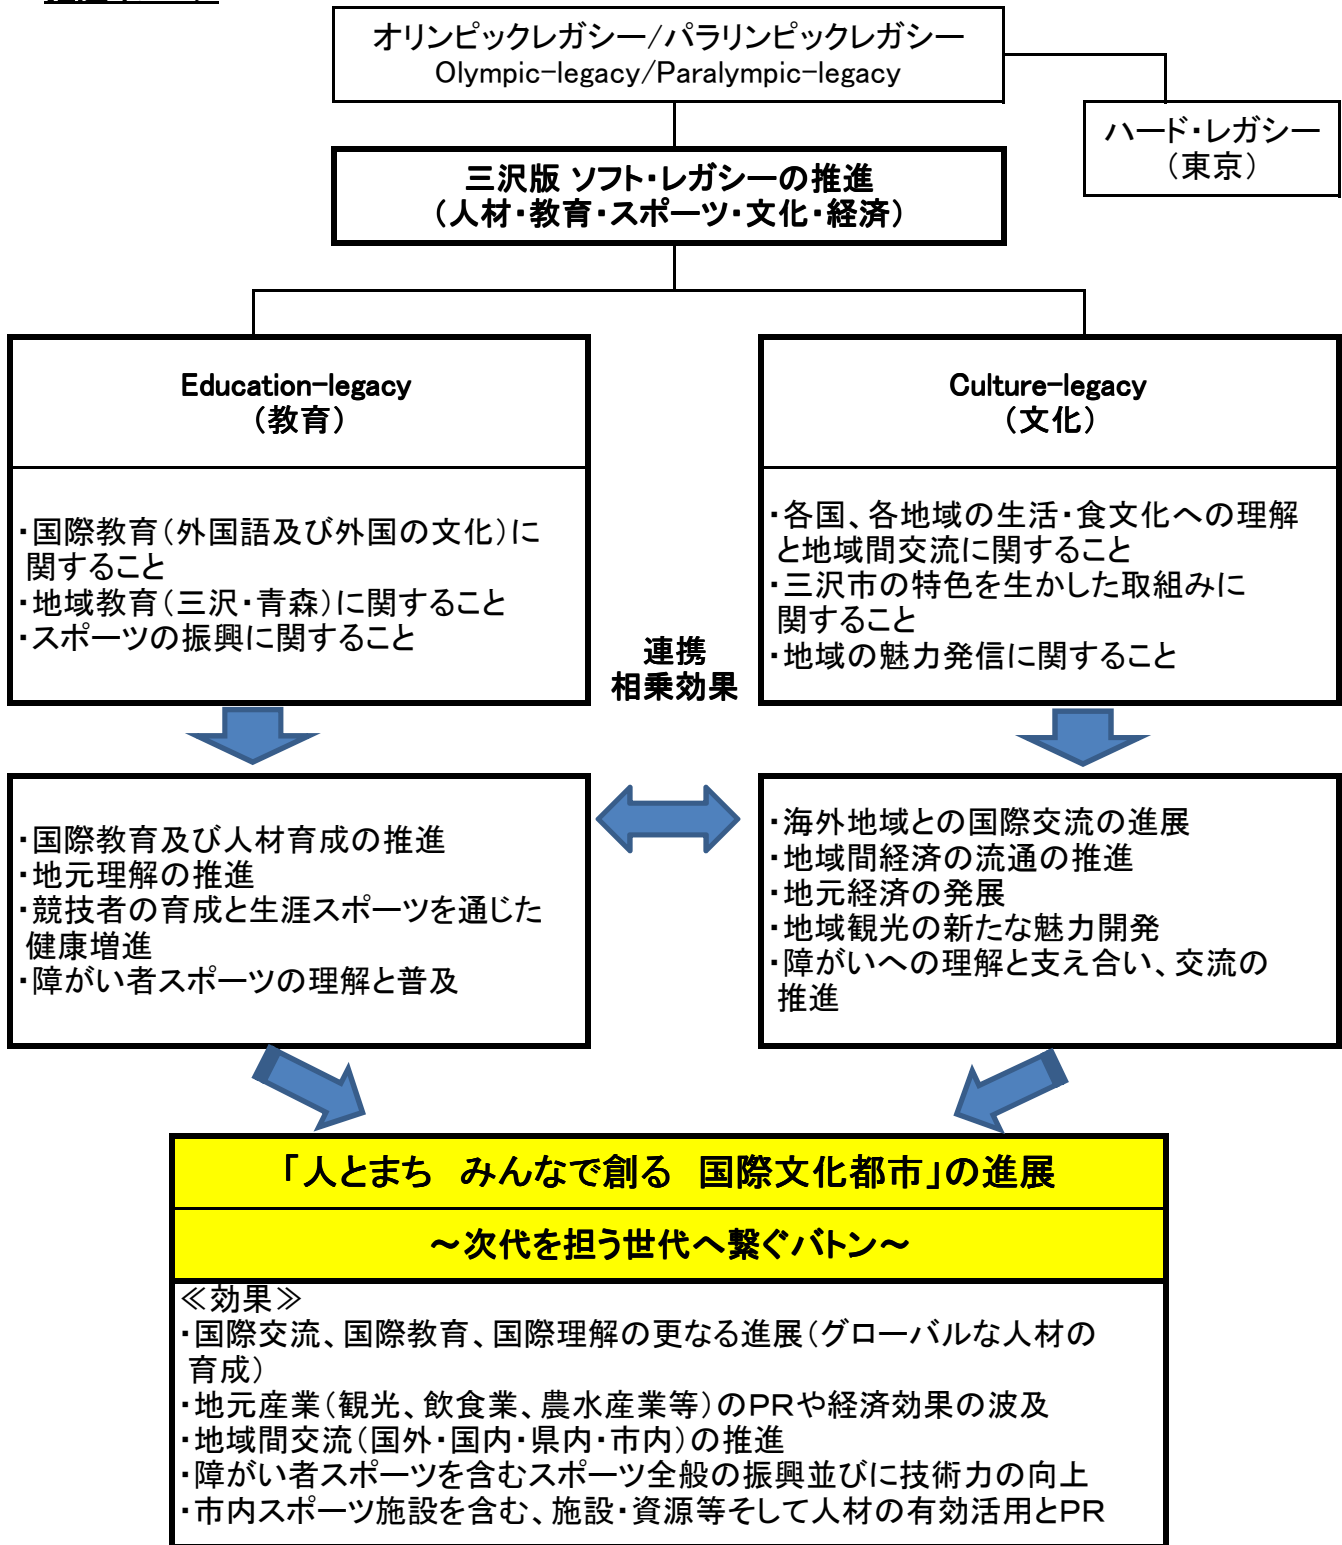 オリンピックレガシー/パラリンピックレガシー
Olympic-legacy/Paralympic-legacy
ハード・レガシー
（東京）
三沢版 ソフト・レガシーの推進
（人材・教育・スポーツ・文化・経済）
Education-legacy
（教育）
・国際教育（外国語及び外国の文化）に
関すること
・地域教育（三沢・青森）に関すること
・スポーツの振興に関すること
Culture-legacy
（文化）
・各国、各地域の生活・食文化への理解
と地域間交流に関すること
・三沢市の特色を生かした取組みに
関すること
・地域の魅力発信に関すること
連携
相乗効果
・国際教育及び人材育成の推進
・地元理解の推進
・競技者の育成と生涯スポーツを通じた
健康増進
・障がい者スポーツの理解と普及
・海外地域との国際交流の進展
・地域間経済の流通の推進
・地元経済の発展
・地域観光の新たな魅力開発
・障がいへの理解と支え合い、交流の
推進
「人とまち　みんなで創る　国際文化都市」の進展
～次代を担う世代へ繋ぐバトン～
≪効果≫
・国際交流、国際教育、国際理解の更なる進展（グローバルな人材の
育成）
・地元産業（観光、飲食業、農水産業等）のＰＲや経済効果の波及
・地域間交流（国外・国内・県内・市内）の推進
・障がい者スポーツを含むスポーツ全般の振興並びに技術力の向上
・市内スポーツ施設を含む、施設・資源等そして人材の有効活用とＰＲ